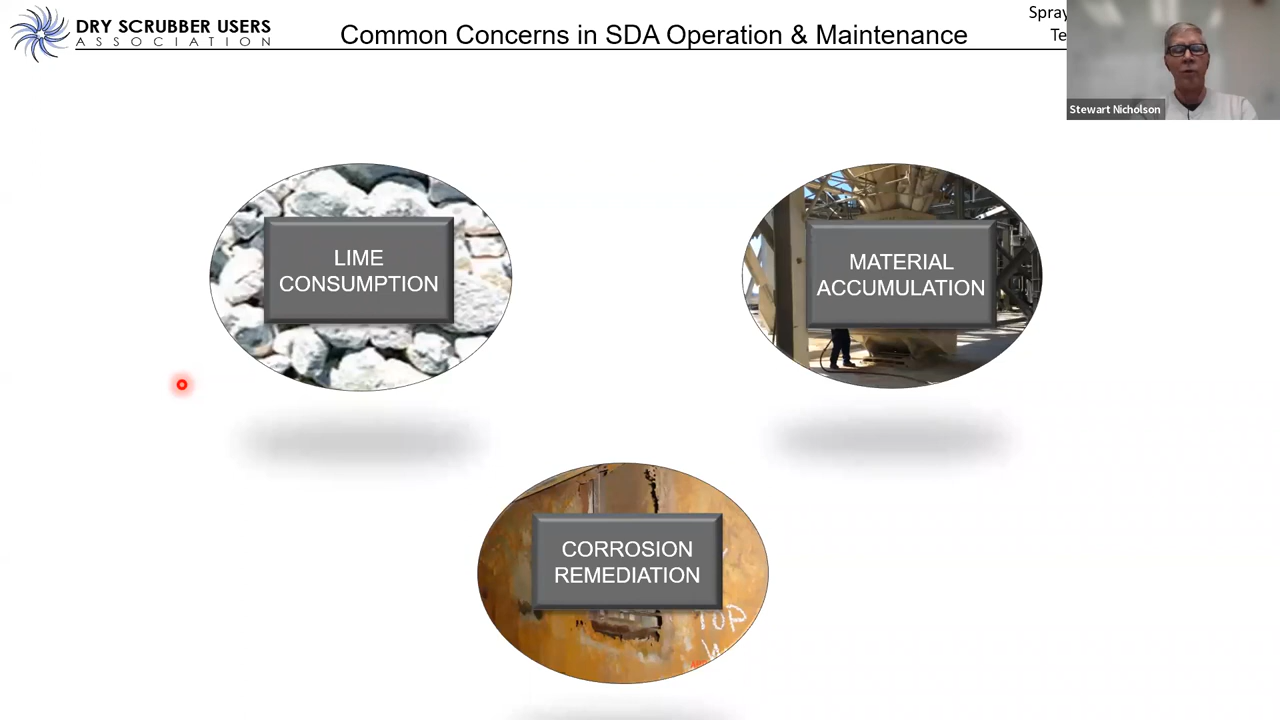 DRY SCRUBBER USERS
ASSOCIATION
Common Concerns in SDA Operation & Maintenance
Spray
Te
Stewart Nicholson
LIME
CONSUMPTION
MATERIAL
ACCUMULATION
CORROSION
REMEDIATION
TOP